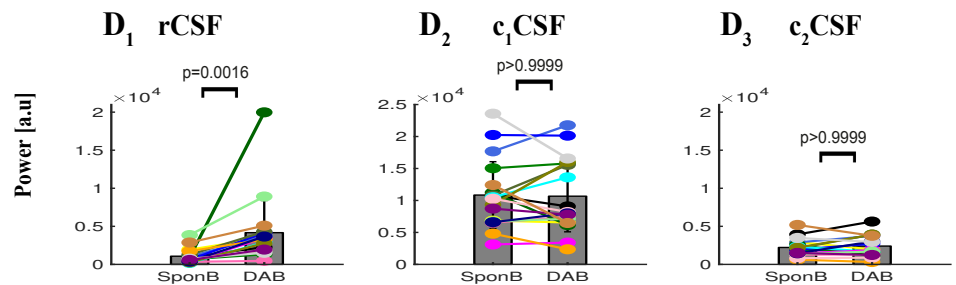 D1 rCSF
D2 c1CSF
D3 c2CSF
Power [a.u]
p=0.0016
×10^4
2
1.5
1
0.5
0
SponB DAB
p>0.9999
×10^4
2.5
2
1.5
1
0.5
0
SponB DAB
p>0.9999
×10^4
2
1.5
1
0.5
0
SponB DAB